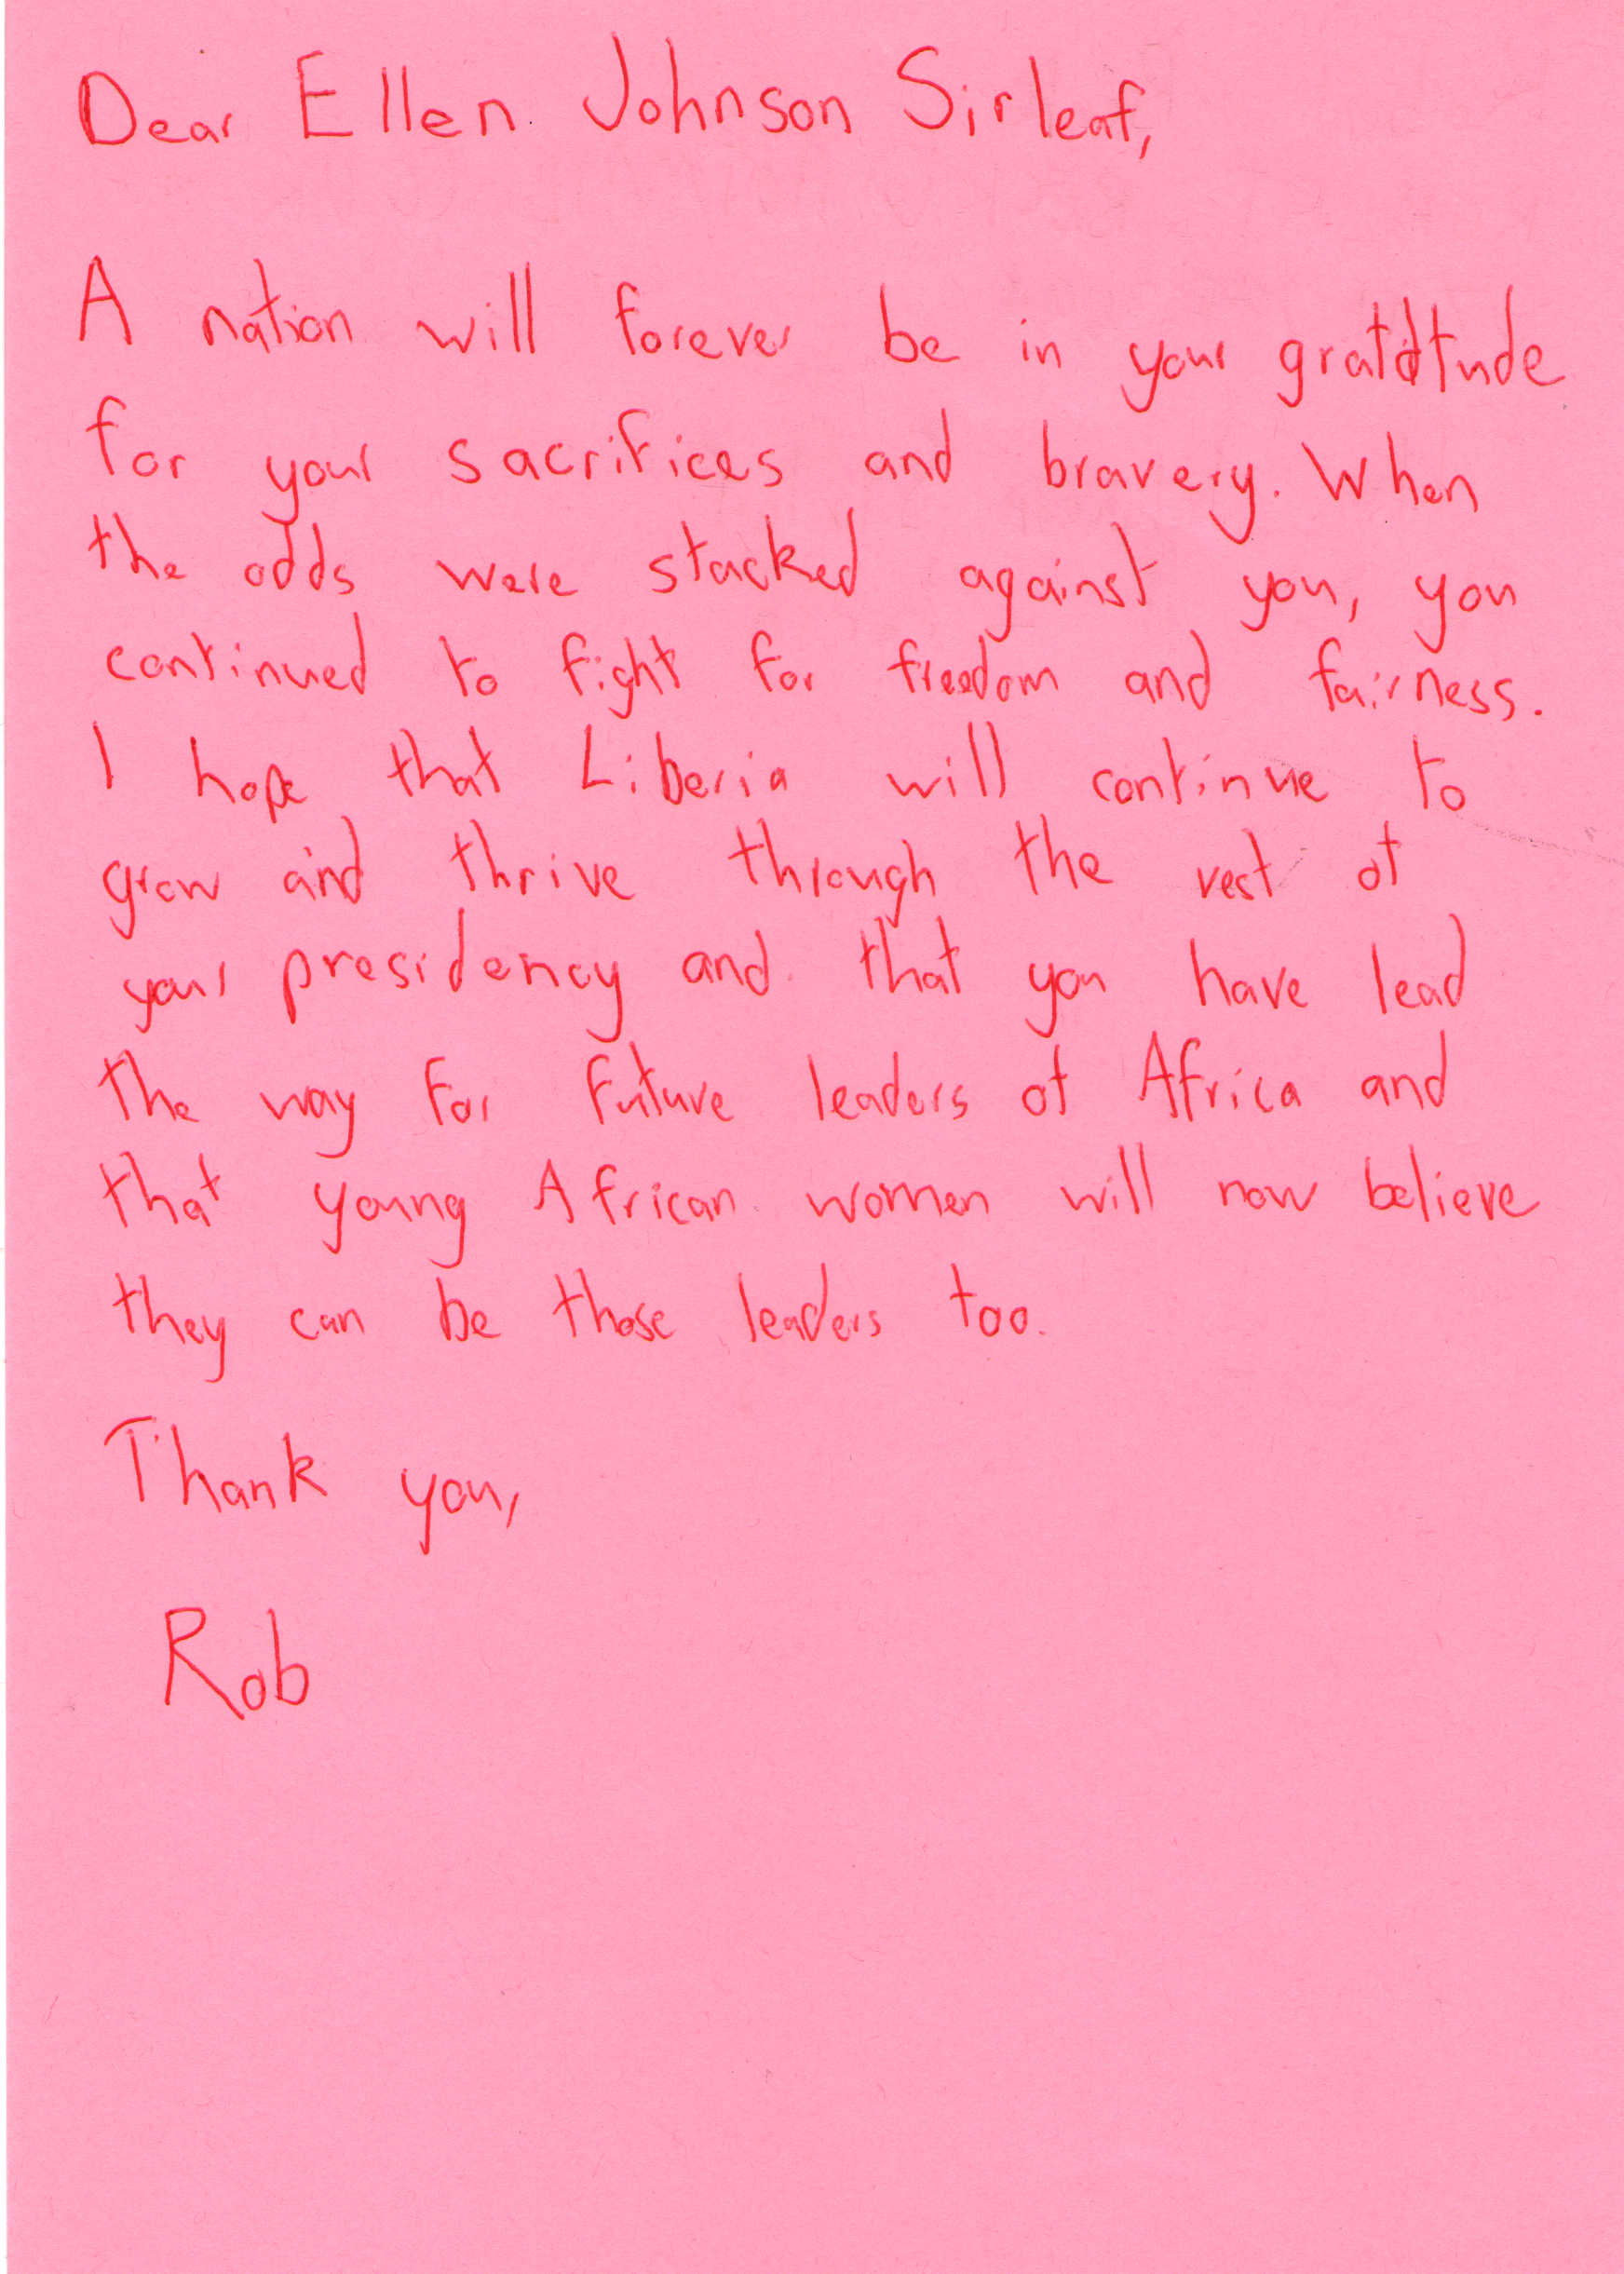 Dear Ellen Johnson Sirleaf,
A nation will forever be in your gratitude
for your sacrifices and bravery. When
the odds were stacked against you, you
continued to fight for freedom and fairness.
I hope that Liberia will continue to
grow and thrive through the rest of
your presidency and that you have lead
the way for future leaders of Africa and
that young African women will now believe
they can be those leaders too.
Thank you,
Rob